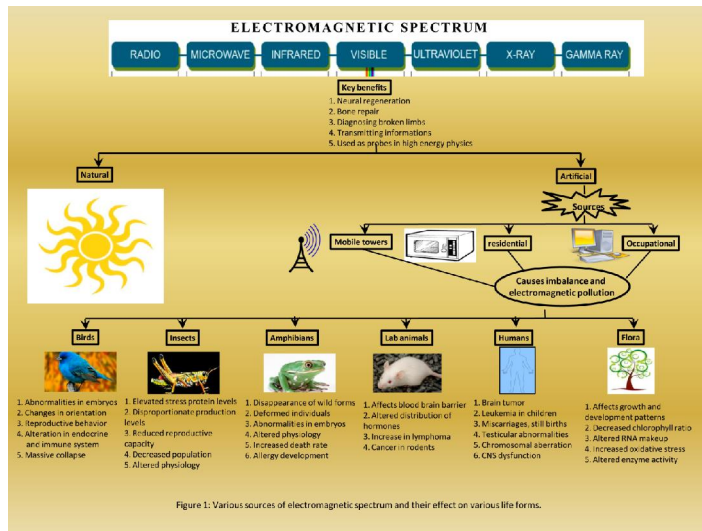 ELECTROMAGNETIC SPECTRUM
RADIO
MICROWAVE
INFRARED
VISIBLE
ULTRAVIOLET
X-RAY
GAMMA RAY
Key benefits
1. Neural regeneration
2. Bone repair
3. Diagnosing broken limbs
4. Transmitting informations
5. Used as probes in high energy physics
Natural
Artificial
Sources
Mobile towers
residential
Occupational
Causes imbalance and
electromagnetic pollution
Birds
1. Abnormalities in embryos
2. Changes in orientation
3. Reproductive behavior
4. Alteration in endocrine
and immune system
5. Massive collapse
Insects
1. Elevated stress protein levels
2. Disproportionate production
levels
3. Reduced reproductive
capacity
4. Decreased population
5. Altered physiology
Amphibians
1. Disappearance of wild forms
2. Deformed individuals
3. Abnormalities in embryos
4. Altered physiology
5. Increased death rate
6. Allergy development
Lab animals
1. Affects blood brain barrier
2. Altered distribution of
hormones
3. Increase in lymphoma
4. Cancer in rodents
Humans
1. Brain tumor
2. Leukemia in children
3. Miscarriages, still births
4. Testicular abnormalities
5. Chromosomal aberration
6. CNS dysfunction
Flora
1. Affects growth and
development patterns
2. Decreased chlorophyll ratio
3. Altered RNA makeup
4. Increased oxidative stress
5. Altered enzyme activity
Figure 1: Various sources of electromagnetic spectrum and their effect on various life forms.